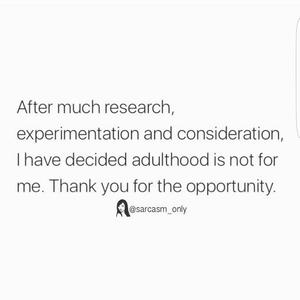 After much research,
experimentation and consideration,
I have decided adulthood is not for
me. Thank you for the opportunity.
@sarcasm_only